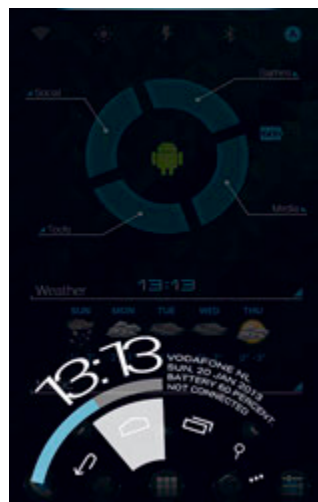 Games
Social
Media
Tools
Weather 13:13
SUN MON TUE WED THU
13:13
VODAFONE NL
SUN, 20 JAN 2013
BATTERY 60 PERCENT
NOT CONNECTED